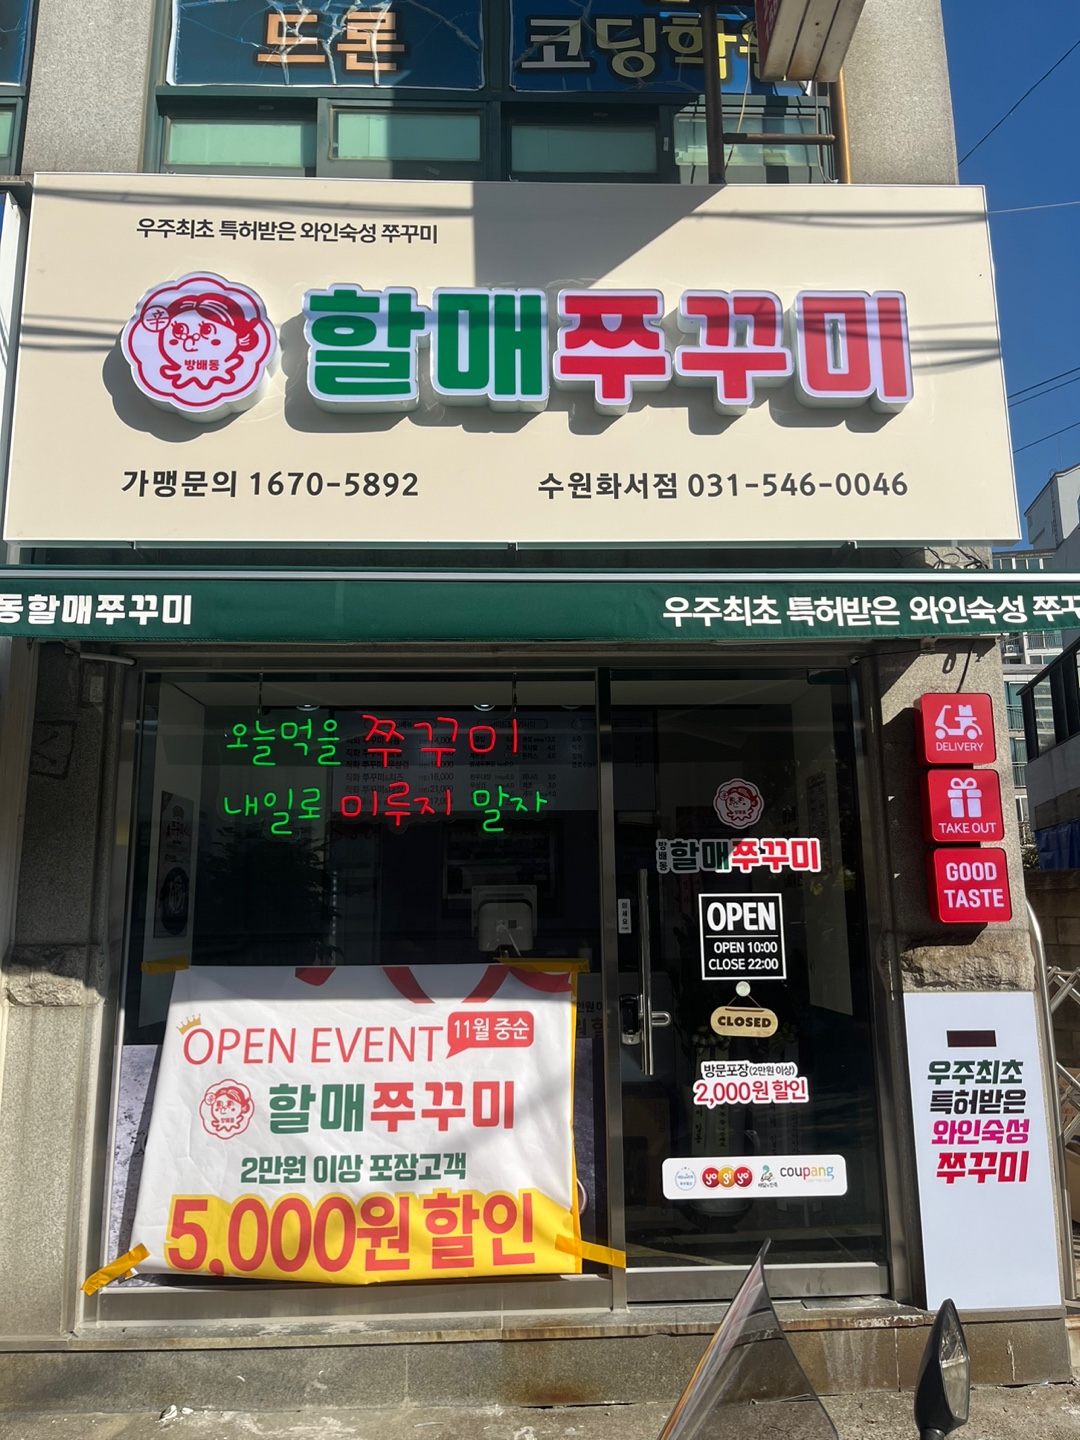 드론 코딩학원
우주최초 특허받은 와인숙성 쭈꾸미
辛
방배동
할매쭈꾸미
가맹문의 1670-5892
수원화서점 031-546-0046
동할매쭈꾸미
우주최초 특허받은 와인숙성 쭈꾸
오늘먹을 쭈꾸미
내일로 미루지 말자
DELIVERY
TAKE OUT
GOOD
TASTE
방배동 할매쭈꾸미
OPEN
OPEN 10:00
CLOSE 22:00
CLOSED
방문포장(2만원 이상)
2,000원 할인
yogiyo
coupang
OPEN EVENT 11월 중순
할매쭈꾸미
2만원 이상 포장고객
5,000원 할인
우주최초
특허받은
와인숙성
쭈꾸미